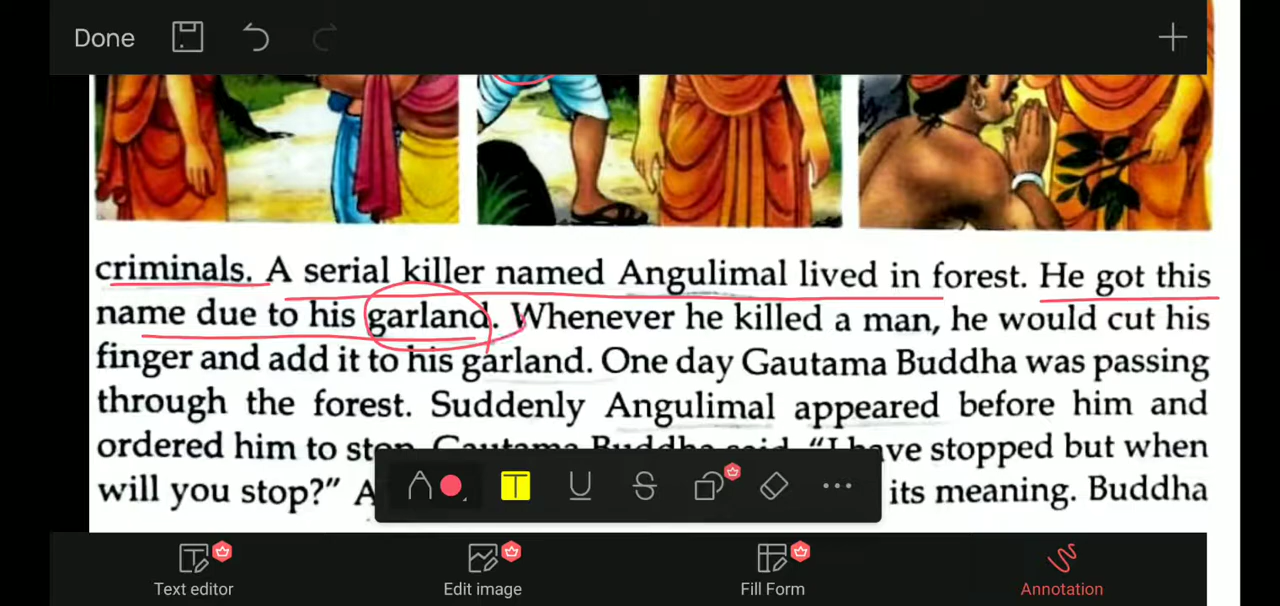 Done
criminals. A serial killer named Angulimal lived in forest. He got this
name due to his garland. Whenever he killed a man, he would cut his
finger and add it to his garland. One day Gautama Buddha was passing
through the forest. Suddenly Angulimal appeared before him and
ordered him to stop. Gautama Buddha said, "I have stopped but when
will you stop?" its meaning. Buddha
Text editor
Edit image
Fill Form
Annotation